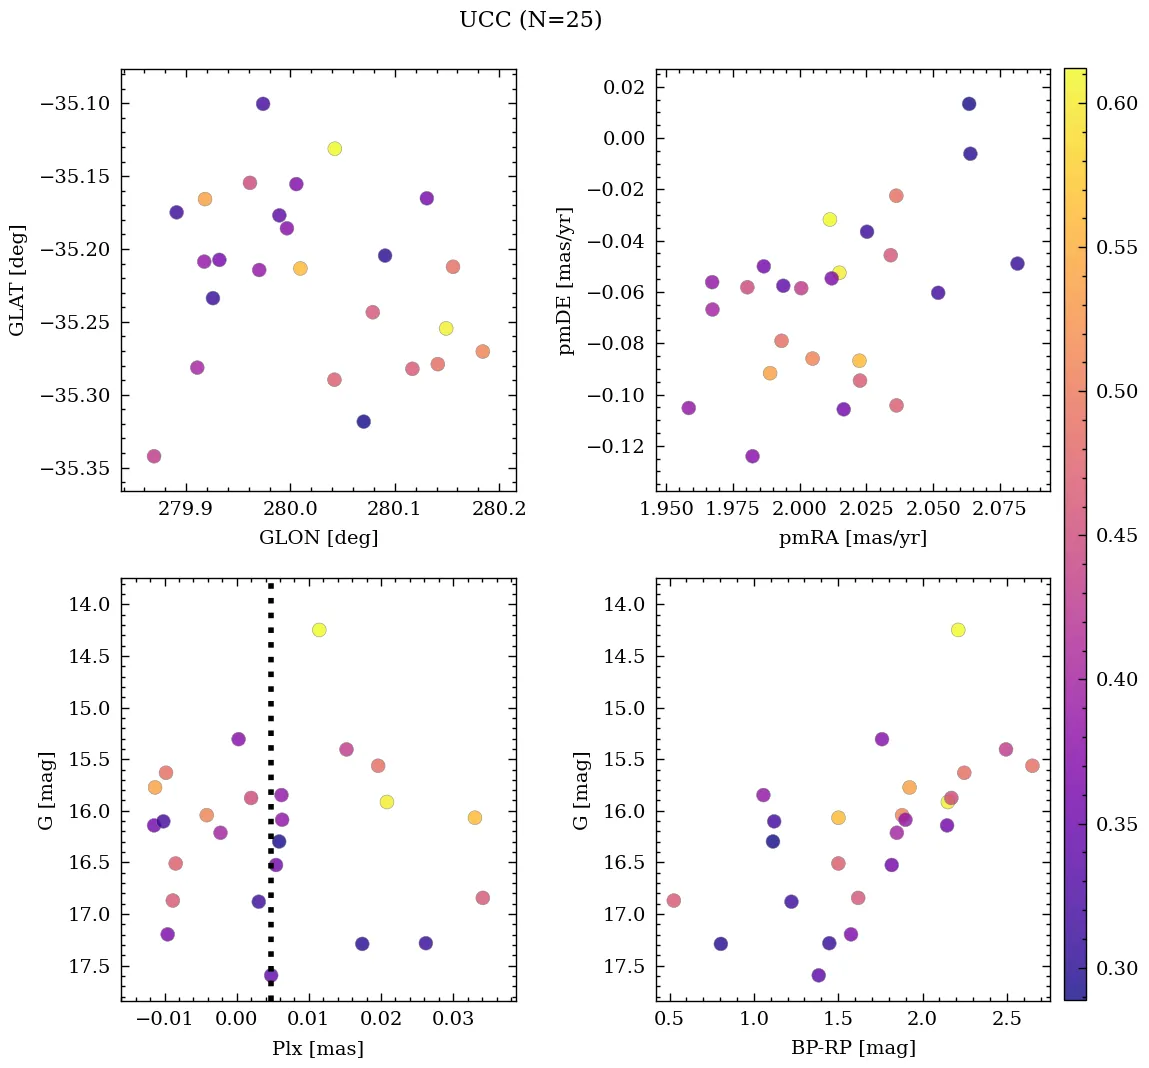 UCC (N=25)
−35.10
−35.15
−35.20
−35.25
−35.30
−35.35
GLAT [deg]
279.9 280.0 280.1 280.2
GLON [deg]
0.02
0.00
−0.02
−0.04
−0.06
−0.08
−0.10
−0.12
pmDE [mas/yr]
1.950 1.975 2.000 2.025 2.050 2.075
pmRA [mas/yr]
14.0
14.5
15.0
15.5
16.0
16.5
17.0
17.5
G [mag]
−0.01 0.00 0.01 0.02 0.03
Plx [mas]
14.0
14.5
15.0
15.5
16.0
16.5
17.0
17.5
G [mag]
0.5 1.0 1.5 2.0 2.5
BP-RP [mag]
0.60
0.55
0.50
0.45
0.40
0.35
0.30